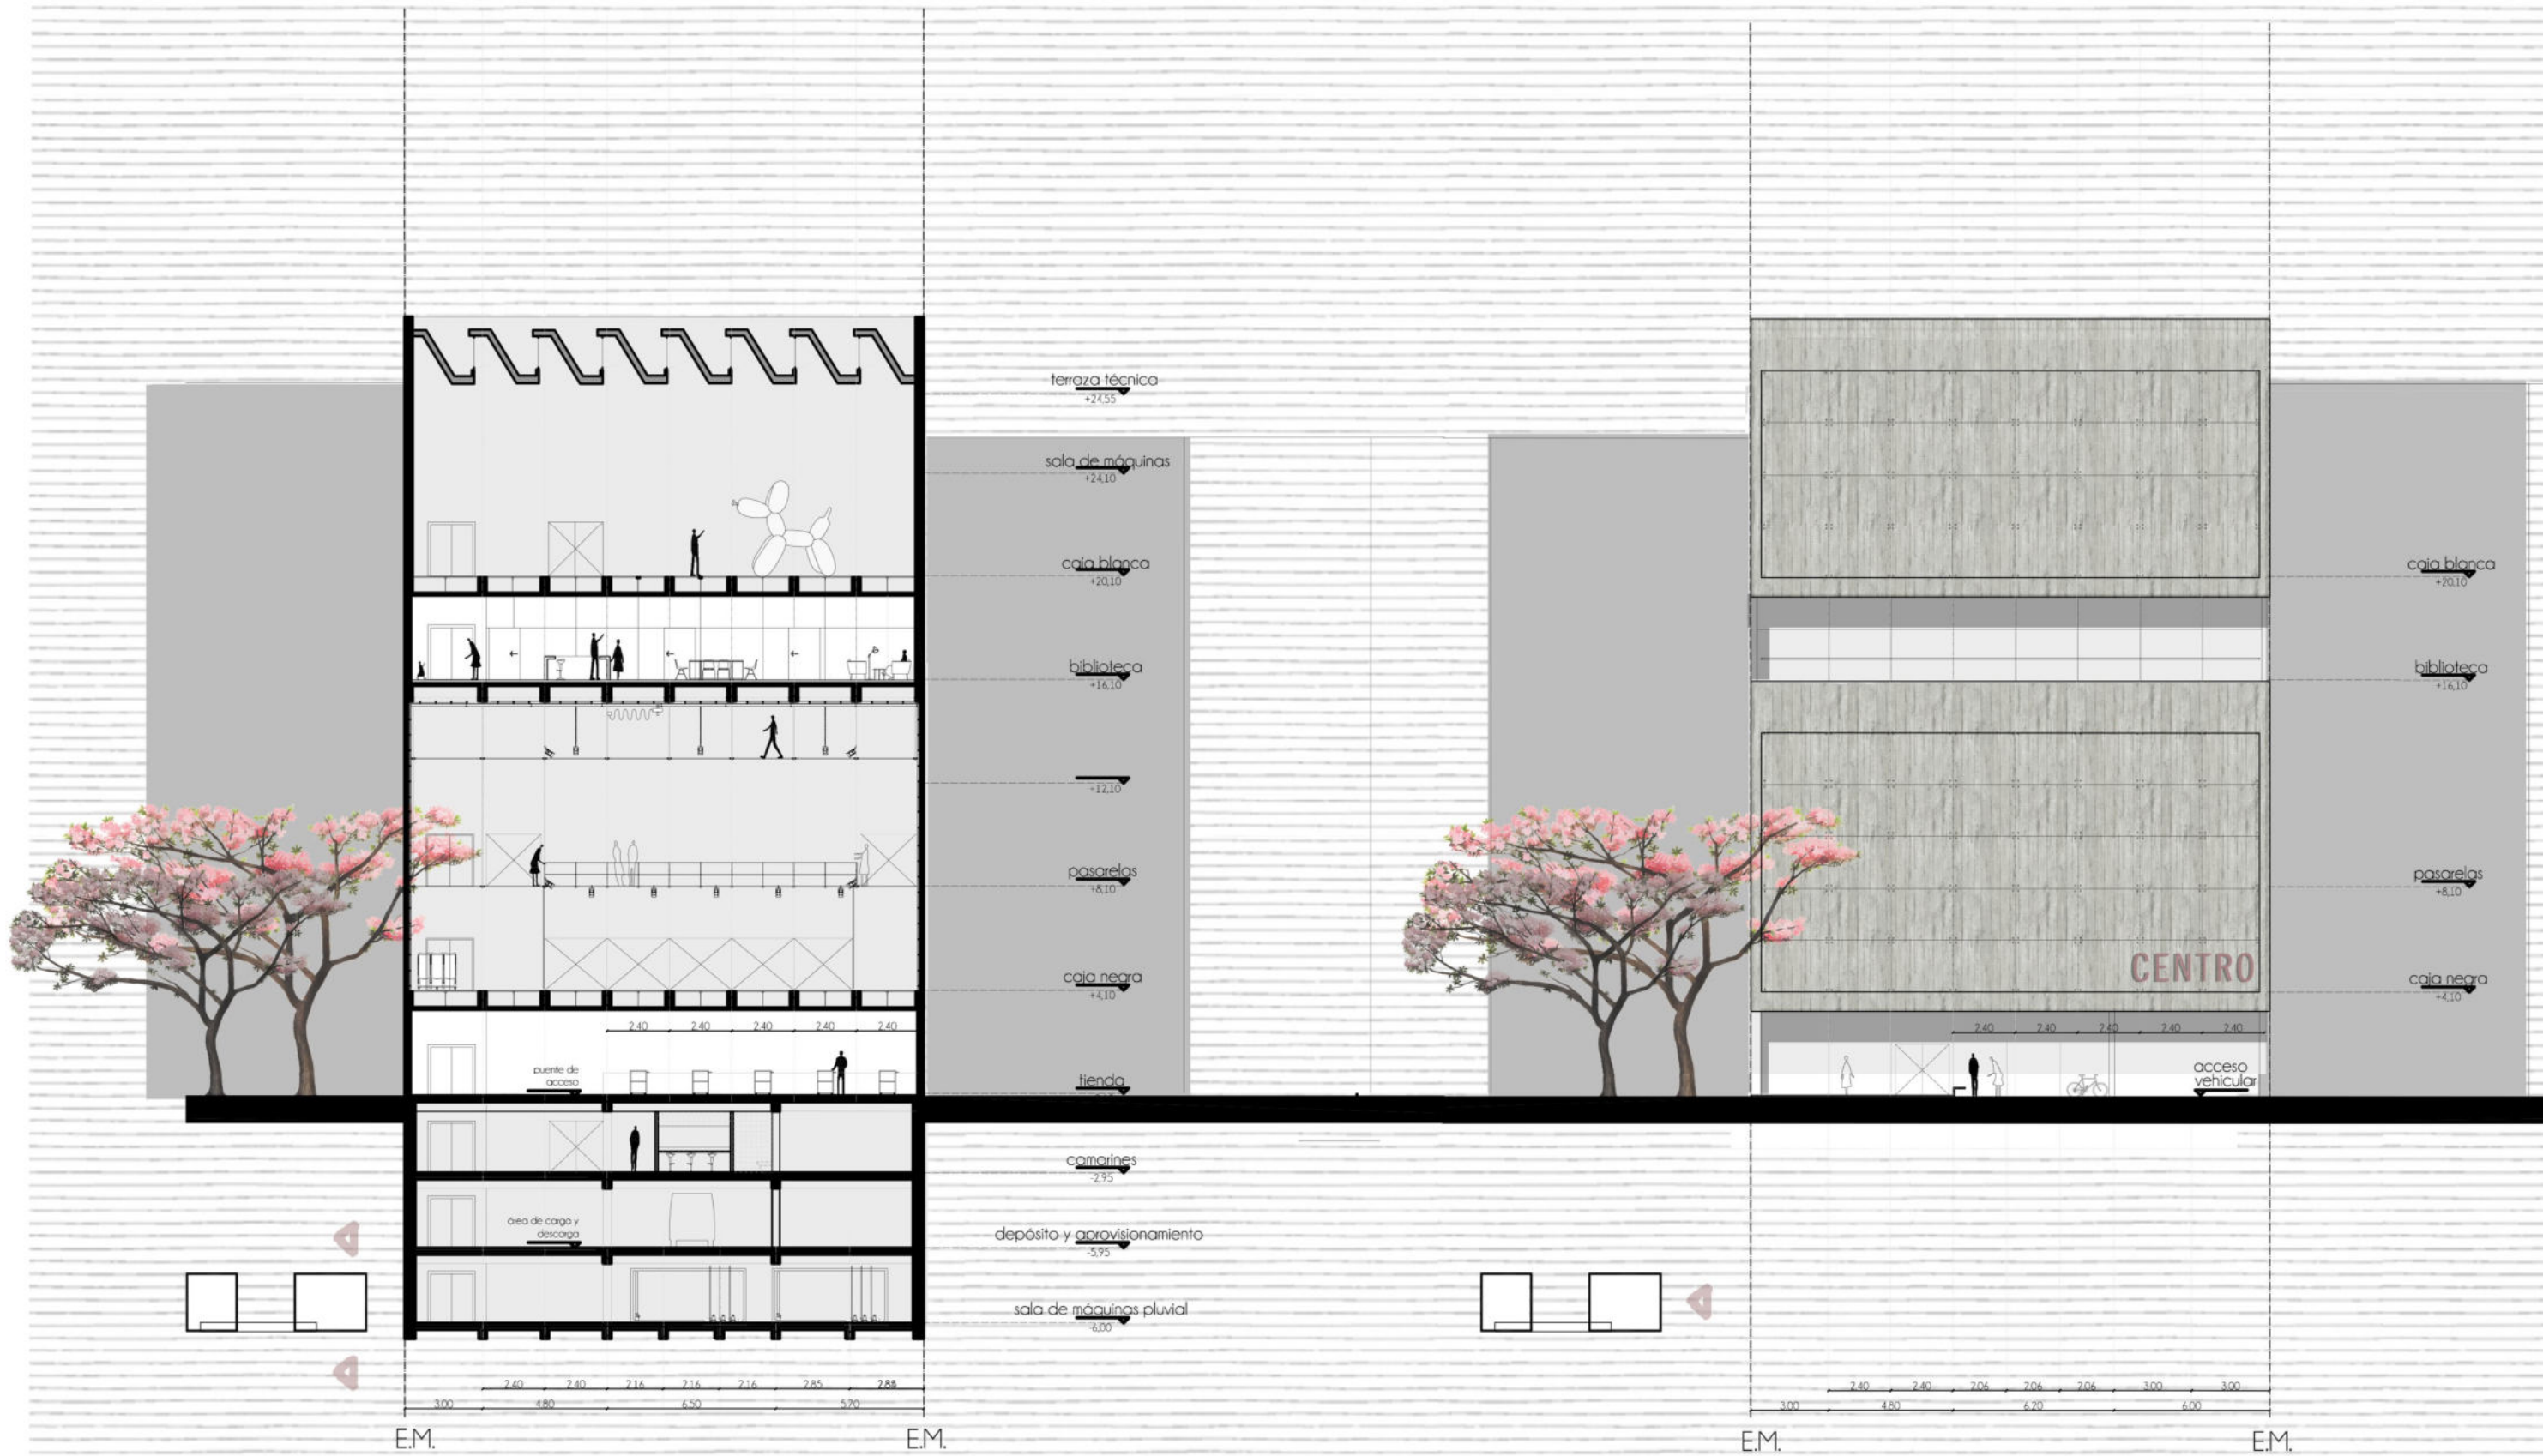 terraza técnica
+24,55
sala de máquinas
+24,10
caja blanca
+20,10
biblioteca
+16,10
+12,10
pasarelas
+8,10
caja negra
+4,10
tienda
camarines
-2,95
depósito y aprovisionamiento
-5,95
sala de máquinas pluvial
-6,00
2.40 2.40 2.40 2.40 2.40
puente de
acceso
área de carga y
descarga
2.40 2.40 2.16 2.16 2.16 2.85
3.00 4.80 6.50 5.70
E.M. E.M.
caja blanca
+20,10
biblioteca
+16,10
pasarelas
+8,10
caja negra
+4,10
CENTRO
2.40 2.40 2.40 2.40 2.40
acceso
vehicular
2.40 2.40 2.06 2.06 2.06 3.00 3.00
3.00 4.80 6.20 6.00
E.M. E.M.